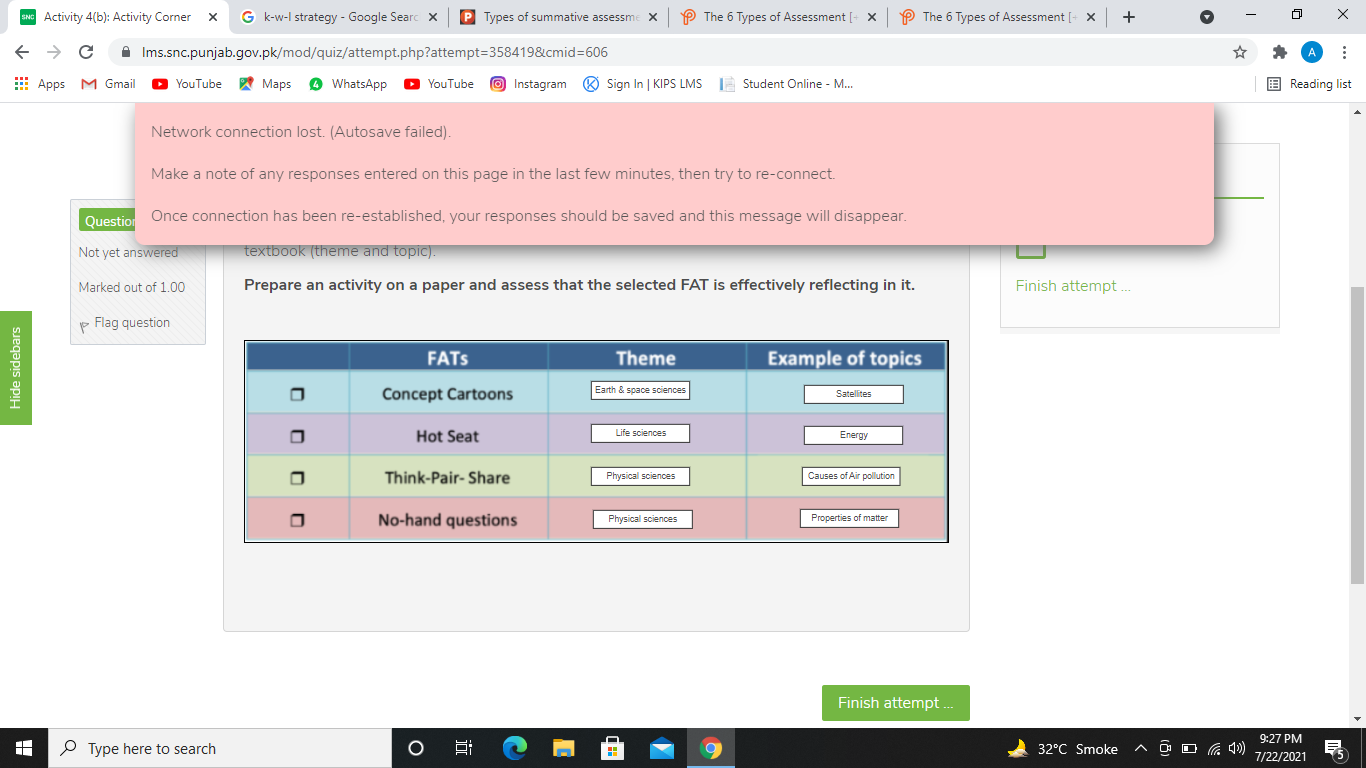 SNC Activity 4(b): Activity Corner
k-w-l strategy - Google Searc
Types of summative assessme
The 6 Types of Assessment [+
The 6 Types of Assessment [+
lms.snc.punjab.gov.pk/mod/quiz/attempt.php?attempt=358419&cmid=606
A
Apps Gmail YouTube Maps WhatsApp YouTube Instagram Sign In | KIPS LMS Student Online - M... Reading list
Network connection lost. (Autosave failed).
Make a note of any responses entered on this page in the last few minutes, then try to re-connect.
Once connection has been re-established, your responses should be saved and this message will disappear.
Question
Not yet answered
Marked out of 1.00
Flag question
Hide sidebars
textbook (theme and topic).
Prepare an activity on a paper and assess that the selected FAT is effectively reflecting in it.
FATs Theme Example of topics
Concept Cartoons Earth & space sciences Satellites
Hot Seat Life sciences Energy
Think-Pair- Share Physical sciences Causes of Air pollution
No-hand questions Physical sciences Properties of matter
Finish attempt ...
Finish attempt ...
Type here to search
32°C Smoke
9:27 PM
7/22/2021
5